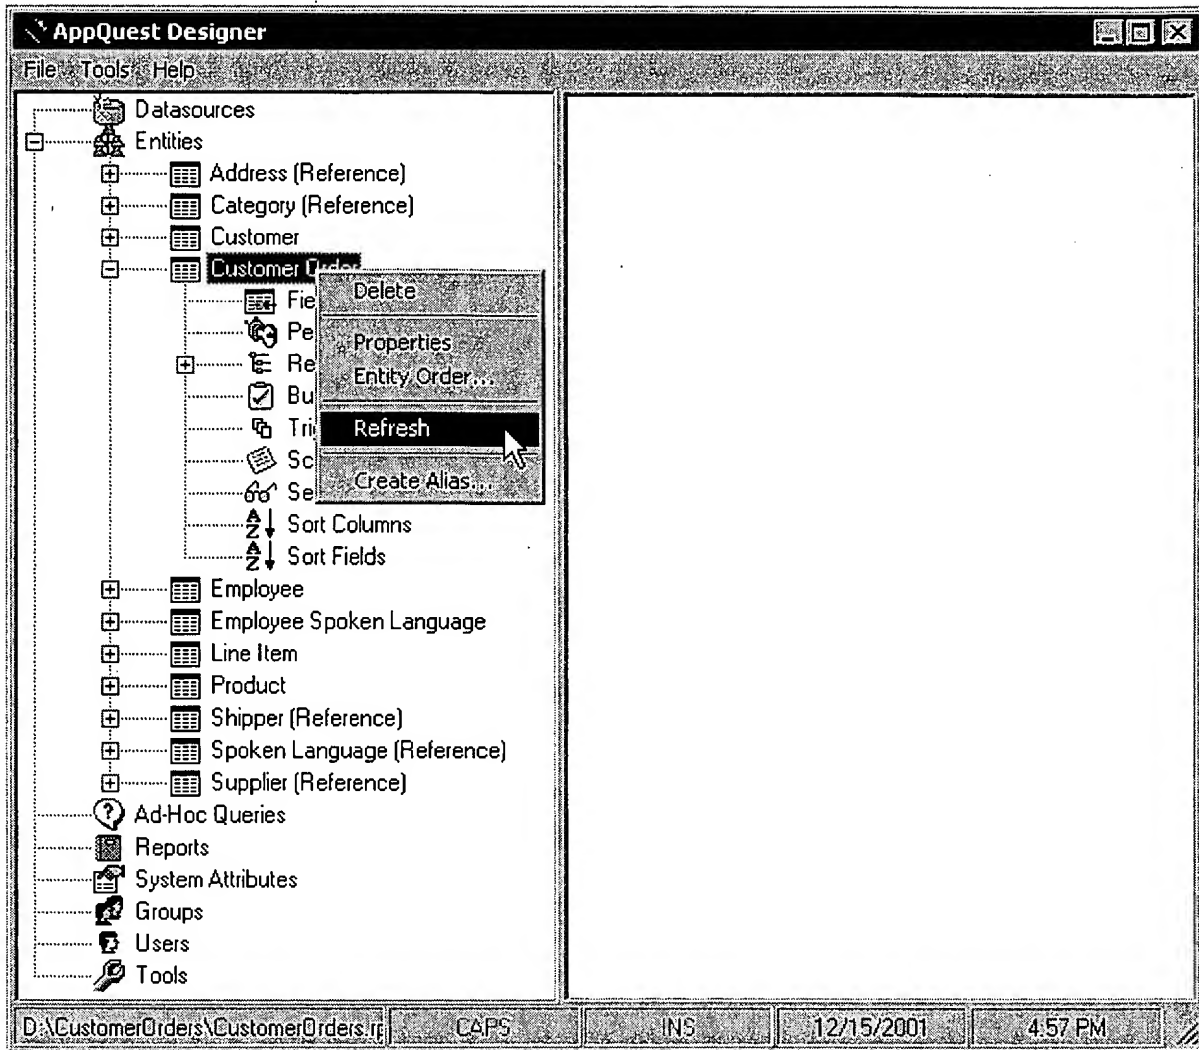 AppQuest Designer
File Tools Help
Datasources
Entities
Address (Reference)
Category (Reference)
Customer
Customer Order
Fie
Pe
Re
Bu
Tri
Sc
Se
Sort Columns
Sort Fields
Delete
Properties
Entity Order...
Refresh
Create Alias...
Employee
Employee Spoken Language
Line Item
Product
Shipper (Reference)
Spoken Language (Reference)
Supplier (Reference)
Ad-Hoc Queries
Reports
System Attributes
Groups
Users
Tools
D:\CustomerOrders\CustomerOrders.rp CAPS INS 12/15/2001 4:57 PM